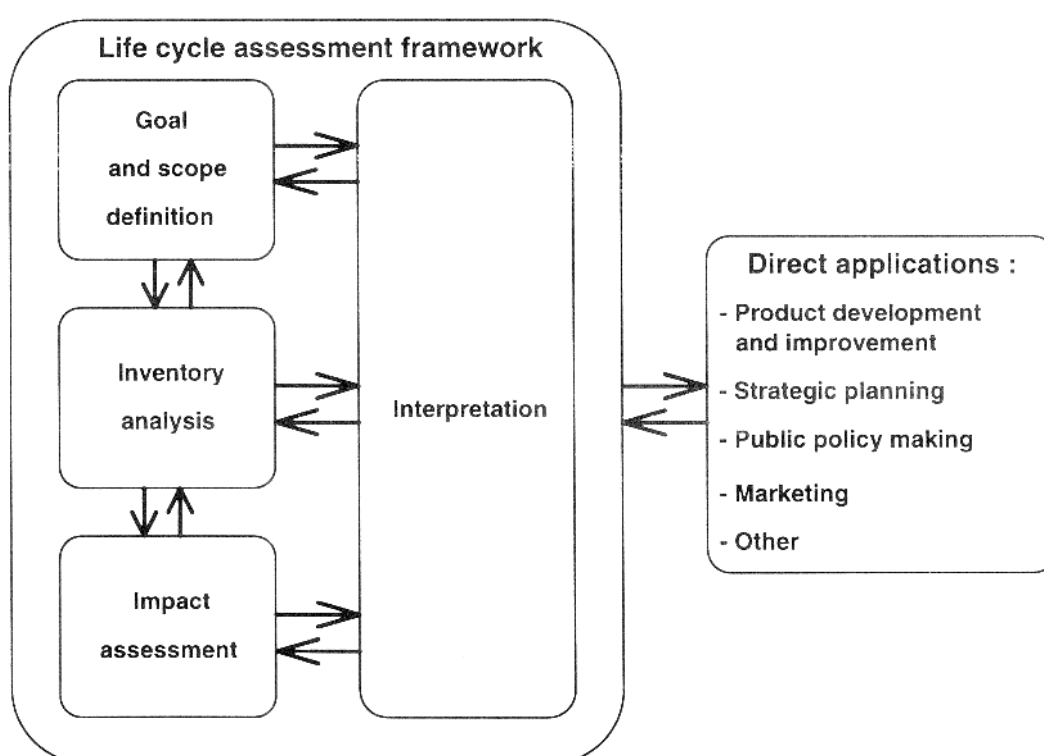 Life cycle assessment framework
Goal
and scope
definition
Inventory
analysis
Impact
assessment
Interpretation
Direct applications :
- Product development
and improvement
- Strategic planning
- Public policy making
- Marketing
- Other